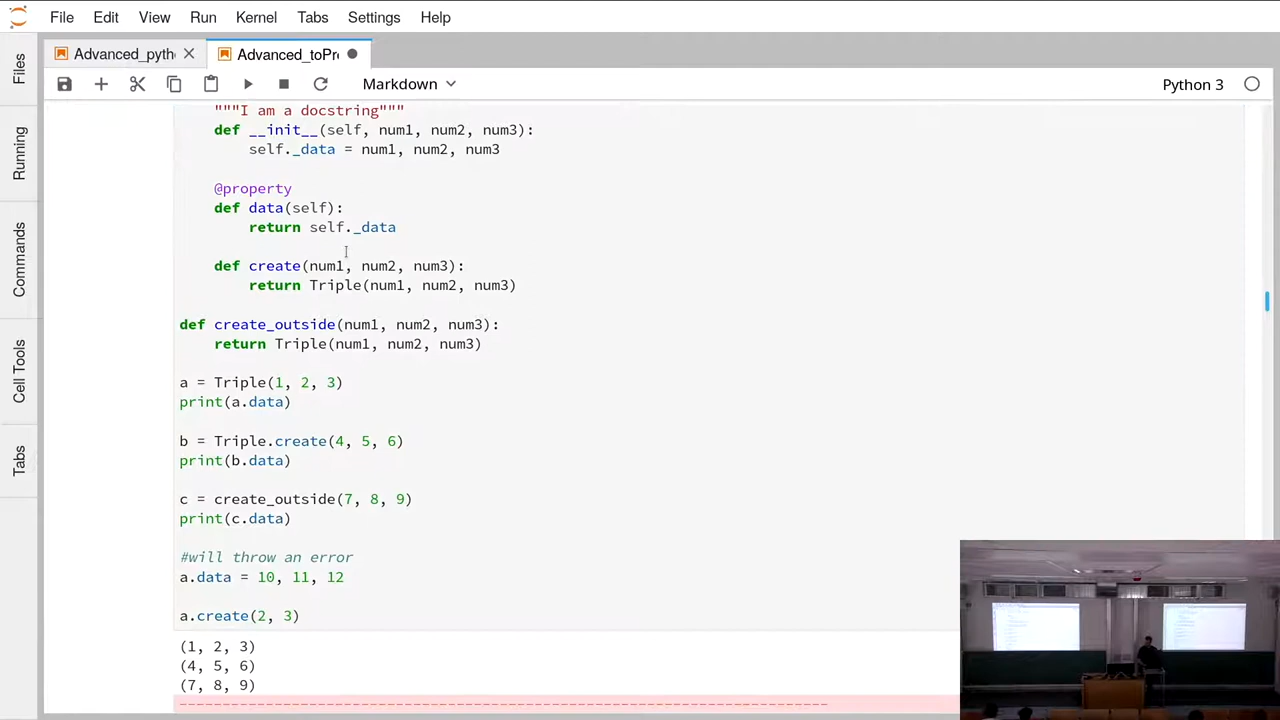 File Edit View Run Kernel Tabs Settings Help
Advanced_pyth
Advanced_toPr
Markdown
Python 3
Files
Running
Commands
Cell Tools
Tabs
"""I am a docstring"""
def __init__(self, num1, num2, num3):
self._data = num1, num2, num3
@property
def data(self):
return self._data
def create(num1, num2, num3):
return Triple(num1, num2, num3)
def create_outside(num1, num2, num3):
return Triple(num1, num2, num3)
a = Triple(1, 2, 3)
print(a.data)
b = Triple.create(4, 5, 6)
print(b.data)
c = create_outside(7, 8, 9)
print(c.data)
#will throw an error
a.data = 10, 11, 12
a.create(2, 3)
(1, 2, 3)
(4, 5, 6)
(7, 8, 9)